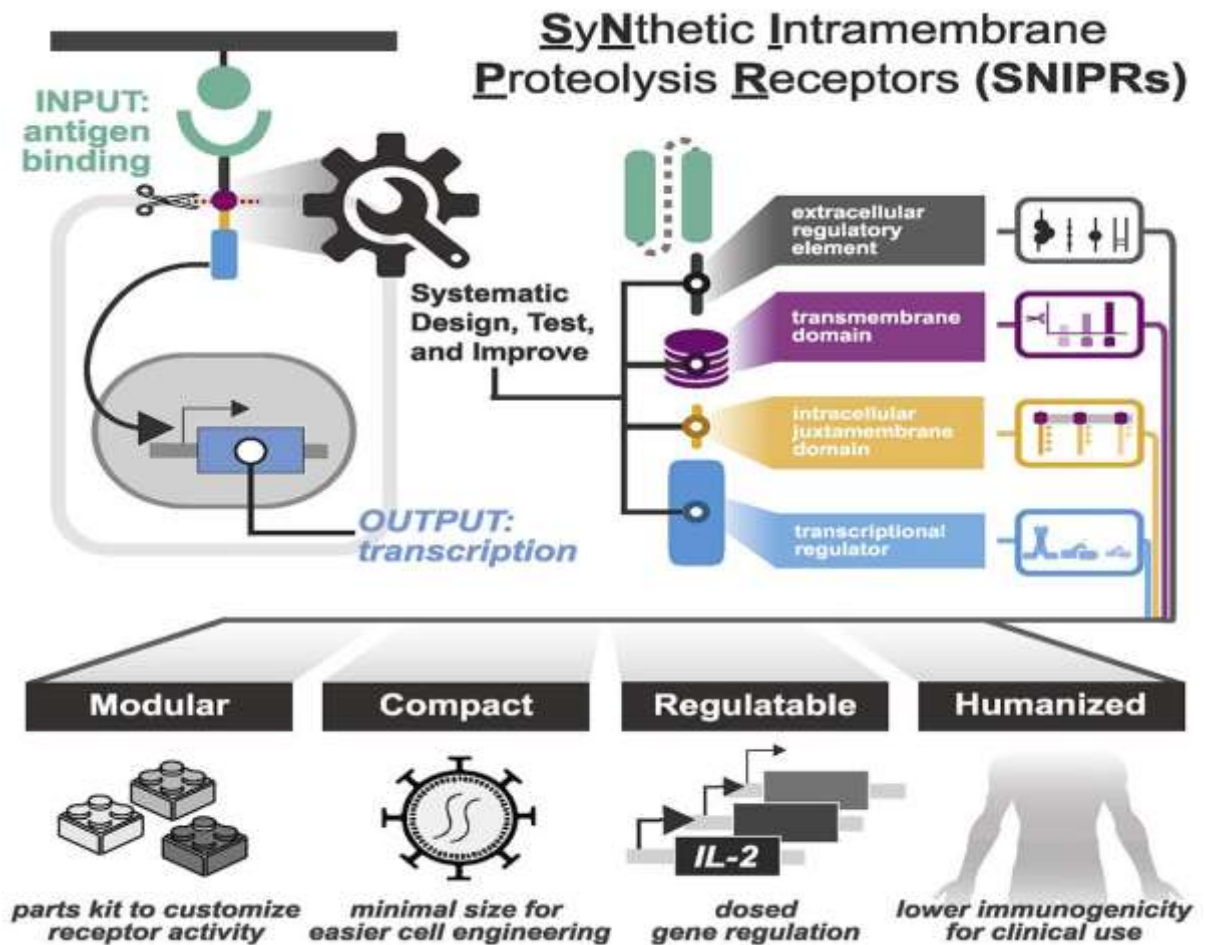 SyNthetic Intramembrane
Proteolysis Receptors (SNIPRs)
INPUT:
antigen
binding
Systematic
Design, Test,
and Improve
OUTPUT:
transcription
extracellular
regulatory
element
transmembrane
domain
intracellular
juxtamembrane
domain
transcriptional
regulator
Modular
Compact
Regulatable
Humanized
IL-2
parts kit to customize
receptor activity
minimal size for
easier cell engineering
dosed
gene regulation
lower immunogenicity
for clinical use